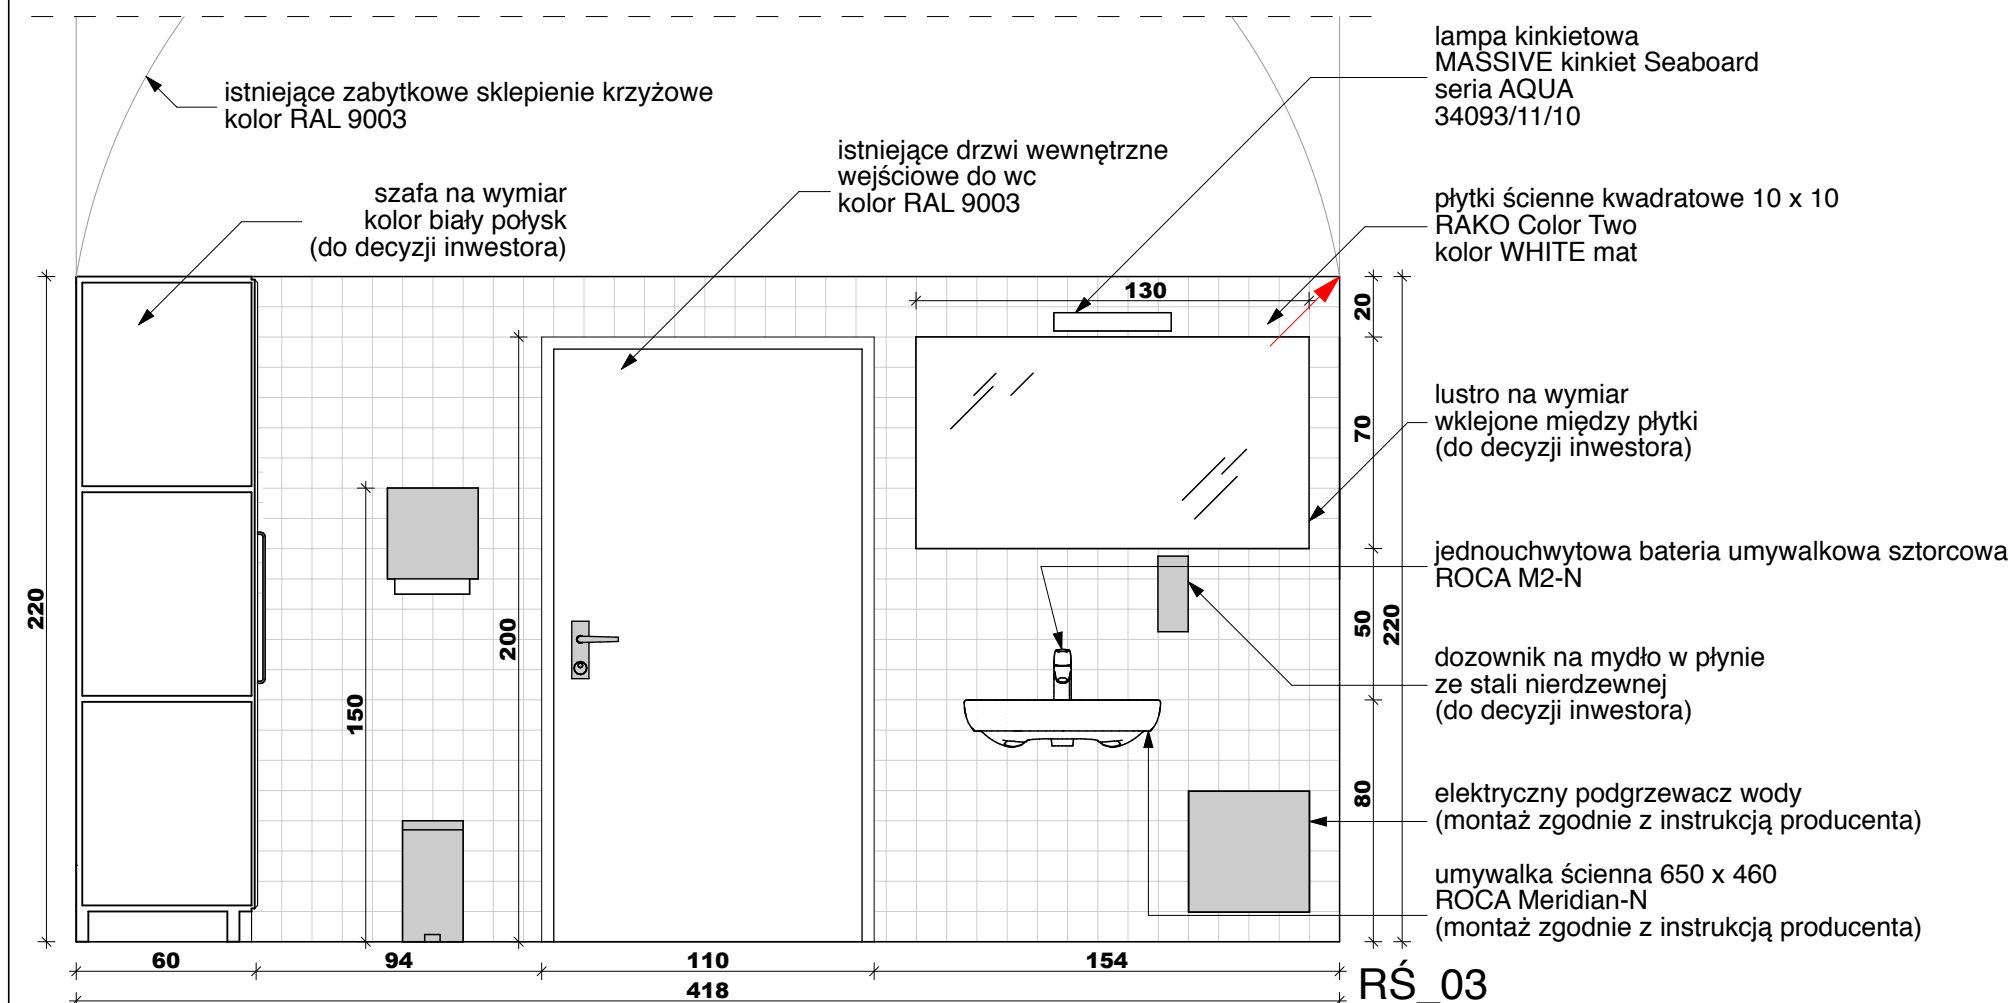 lampa kinkietowa
MASSIVE kinkiet Seaboard
seria AQUA
34093/11/10
istniejące zabytkowe sklepienie krzyżowe
kolor RAL 9003
istniejące drzwi wewnętrzne
wejściowe do wc
kolor RAL 9003
szafa na wymiar
kolor biały połysk
(do decyzji inwestora)
płytki ścienne kwadratowe 10 x 10
RAKO Color Two
kolor WHITE mat
130
20
lustro na wymiar
wklejone między płytki
(do decyzji inwestora)
70
jednouchwytowa bateria umywalkowa sztorcowa
ROCA M2-N
220
200
50
220
dozownik na mydło w płynie
ze stali nierdzewnej
(do decyzji inwestora)
150
80
elektryczny podgrzewacz wody
(montaż zgodnie z instrukcją producenta)
umywalka ścienna 650 x 460
ROCA Meridian-N
(montaż zgodnie z instrukcją producenta)
60
94
110
154
418
RŚ_03